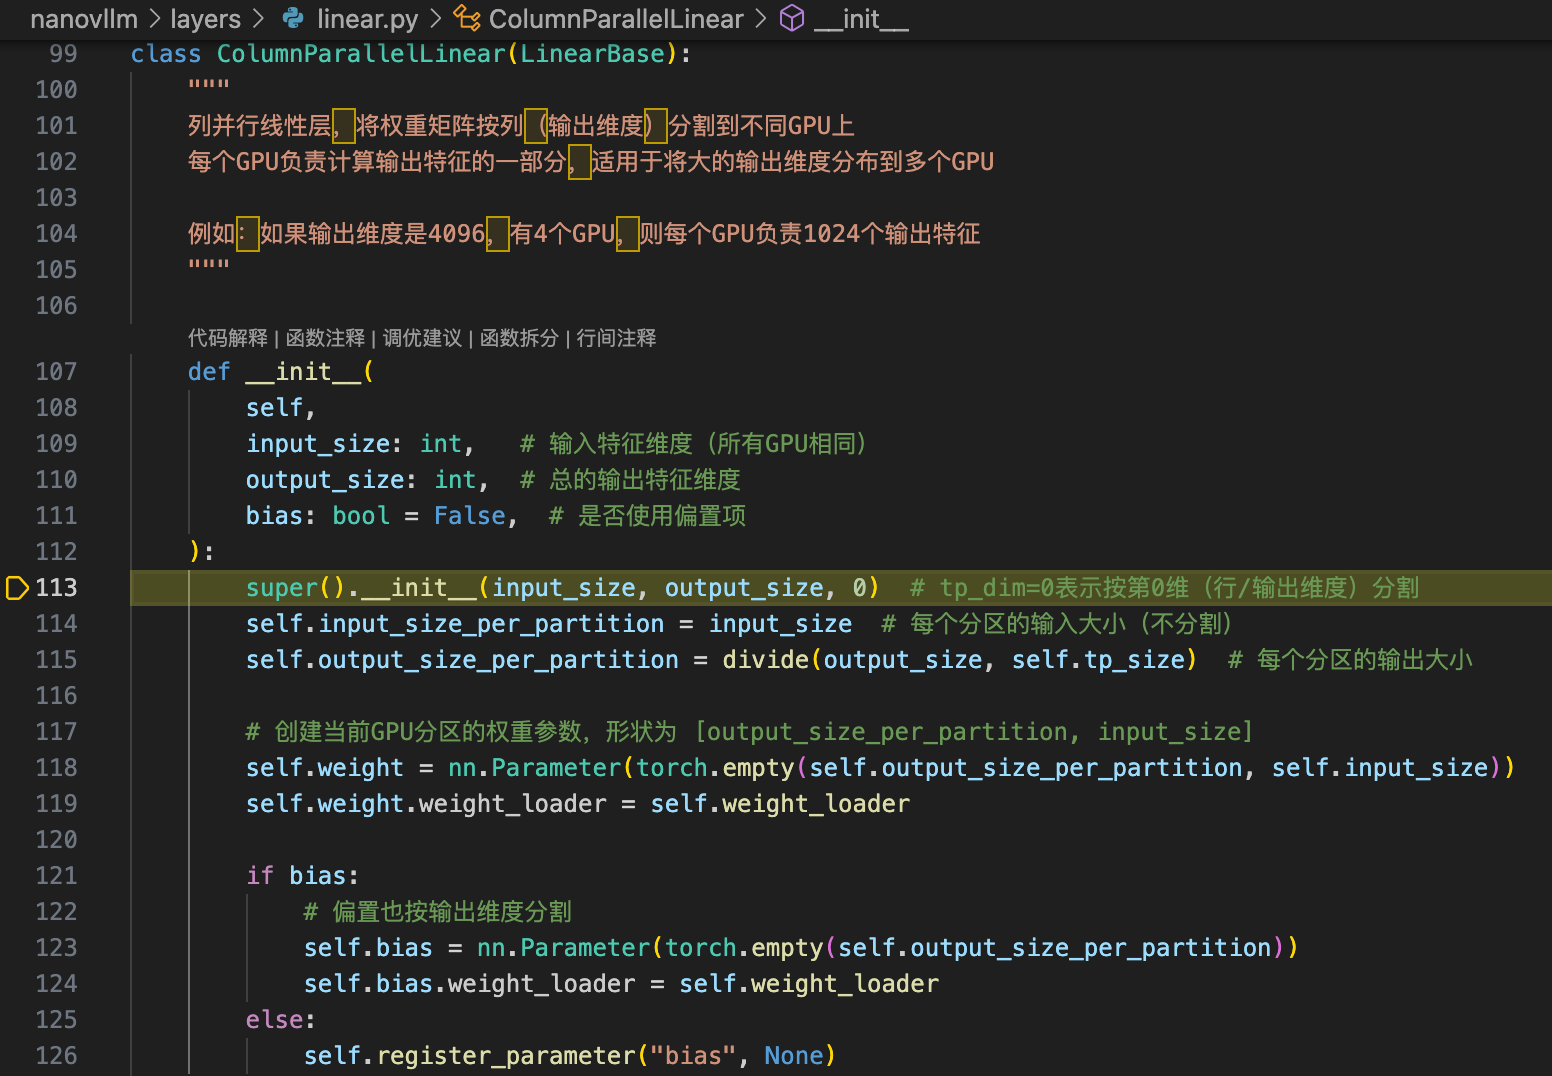 nanovllm > layers > linear.py > ColumnParallelLinear > __init__
99 class ColumnParallelLinear(LinearBase):
100 """
101 列并行线性层，将权重矩阵按列（输出维度）分割到不同GPU上
102 每个GPU负责计算输出特征的一部分，适用于将大的输出维度分布到多个GPU
103
104 例如：如果输出维度是4096，有4个GPU，则每个GPU负责1024个输出特征
105 """
106
代码解释 | 函数注释 | 调优建议 | 函数拆分 | 行间注释
107 def __init__(
108 self,
109 input_size: int,   # 输入特征维度（所有GPU相同）
110 output_size: int,  # 总的输出特征维度
111 bias: bool = False,  # 是否使用偏置项
112 ):
113 super().__init__(input_size, output_size, 0)  # tp_dim=0表示按第0维（行/输出维度）分割
114 self.input_size_per_partition = input_size  # 每个分区的输入大小（不分割）
115 self.output_size_per_partition = divide(output_size, self.tp_size)  # 每个分区的输出大小
116
117 # 创建当前GPU分区的权重参数，形状为 [output_size_per_partition, input_size]
118 self.weight = nn.Parameter(torch.empty(self.output_size_per_partition, self.input_size))
119 self.weight.weight_loader = self.weight_loader
120
121 if bias:
122 # 偏置也按输出维度分割
123 self.bias = nn.Parameter(torch.empty(self.output_size_per_partition))
124 self.bias.weight_loader = self.weight_loader
125 else:
126 self.register_parameter("bias", None)